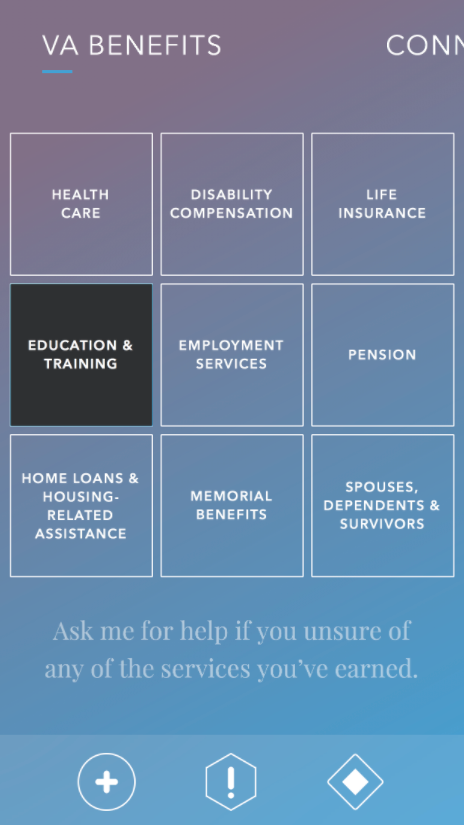 VA BENEFITS
CONN
HEALTH
CARE
DISABILITY
COMPENSATION
LIFE
INSURANCE
EDUCATION &
TRAINING
EMPLOYMENT
SERVICES
PENSION
HOME LOANS &
HOUSING-
RELATED
ASSISTANCE
MEMORIAL
BENEFITS
SPOUSES,
DEPENDENTS &
SURVIVORS
Ask me for help if you unsure of
any of the services you've earned.